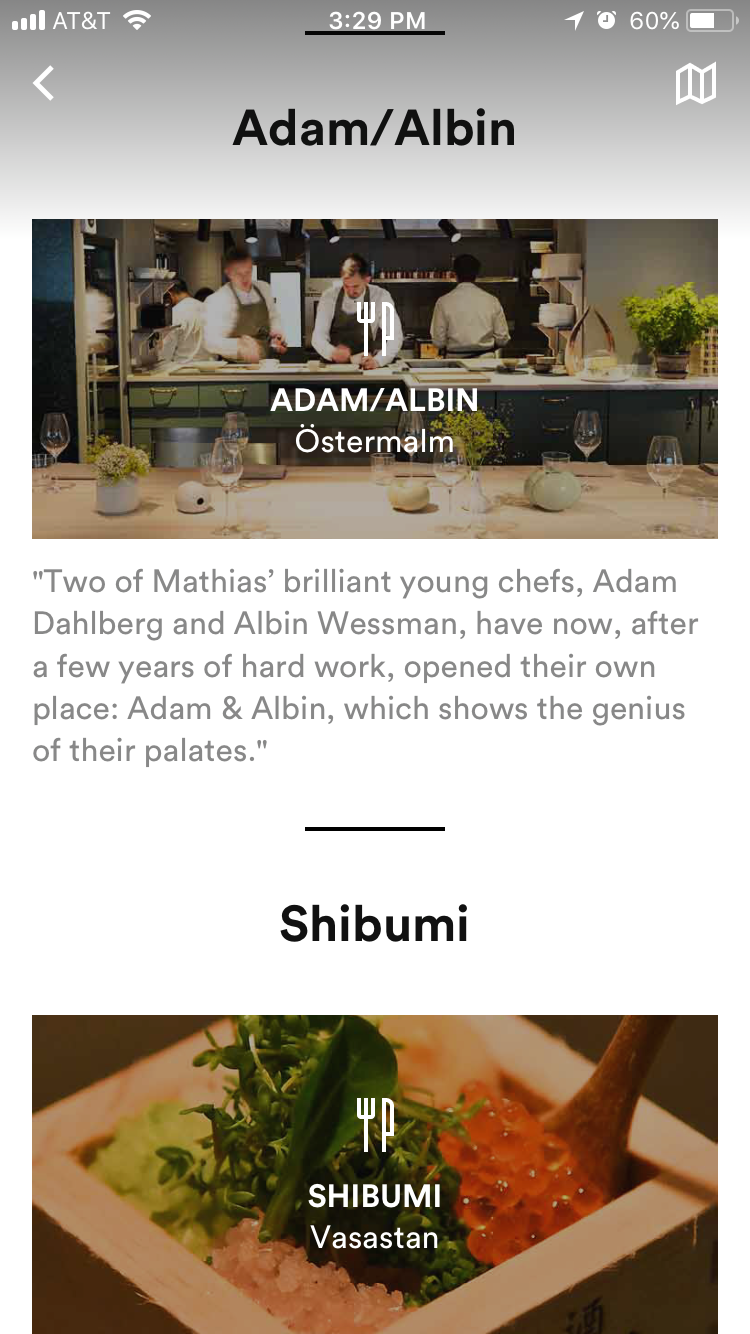 AT&T 3:29 PM 60%
Adam/Albin
ADAM/ALBIN
Östermalm
"Two of Mathias’ brilliant young chefs, Adam
Dahlberg and Albin Wessman, have now, after
a few years of hard work, opened their own
place: Adam & Albin, which shows the genius
of their palates."
Shibumi
SHIBUMI
Vasastan
酒